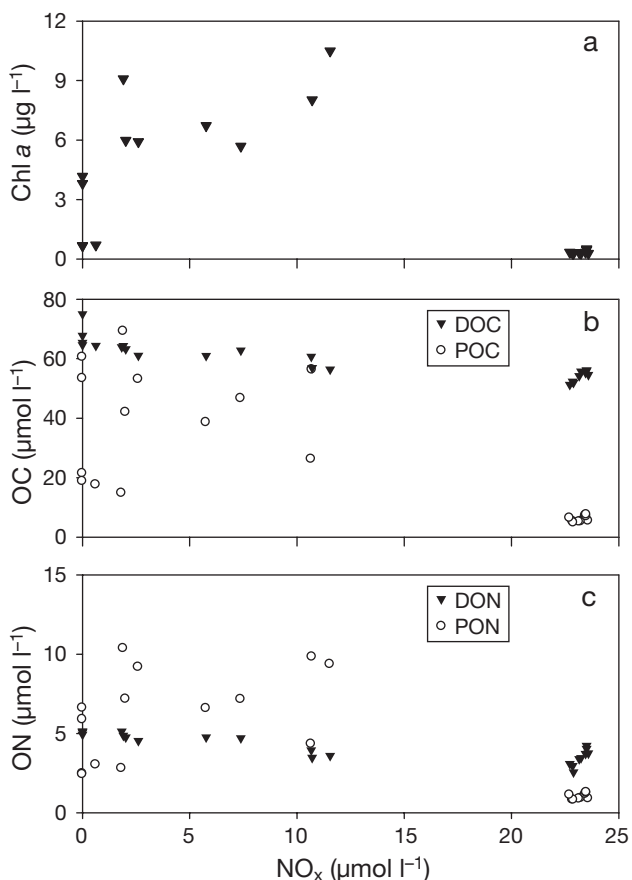 a
12
9
6
3
0
Chl a (µg l⁻¹)
b
DOC
POC
80
60
40
20
0
OC (µmol l⁻¹)
c
DON
PON
15
10
5
0
ON (µmol l⁻¹)
0 5 10 15 20 25
NOₓ (µmol l⁻¹)